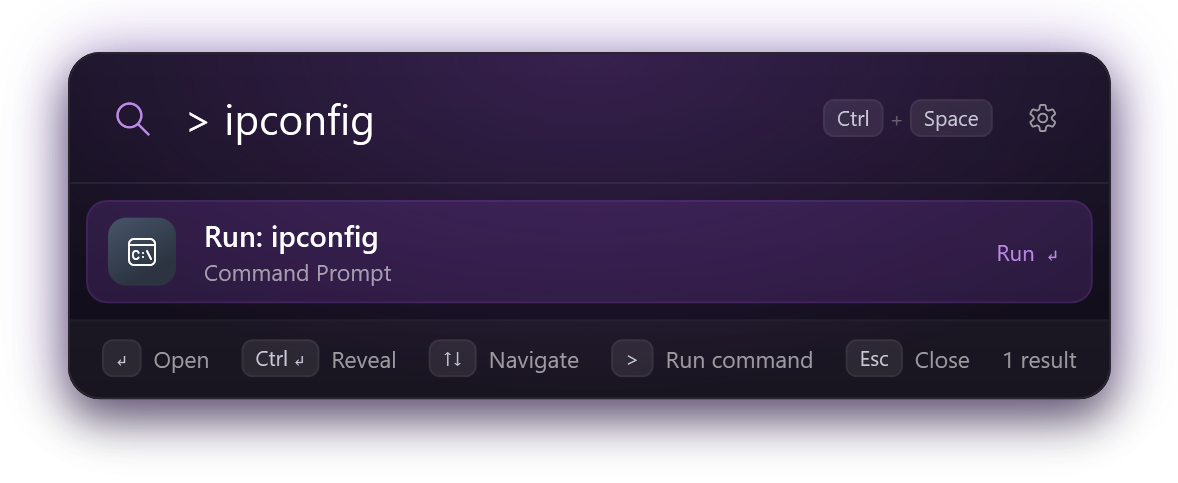 > ipconfig Ctrl + Space
C:\
Run: ipconfig
Command Prompt
Run ↲
↲ Open Ctrl ↲ Reveal ↑↓ Navigate > Run command Esc Close 1 result